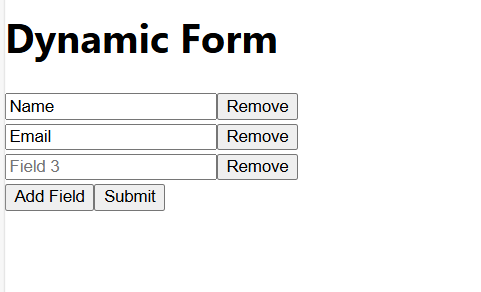 Dynamic Form
Name Remove
Email Remove
Field 3 Remove
Add Field Submit